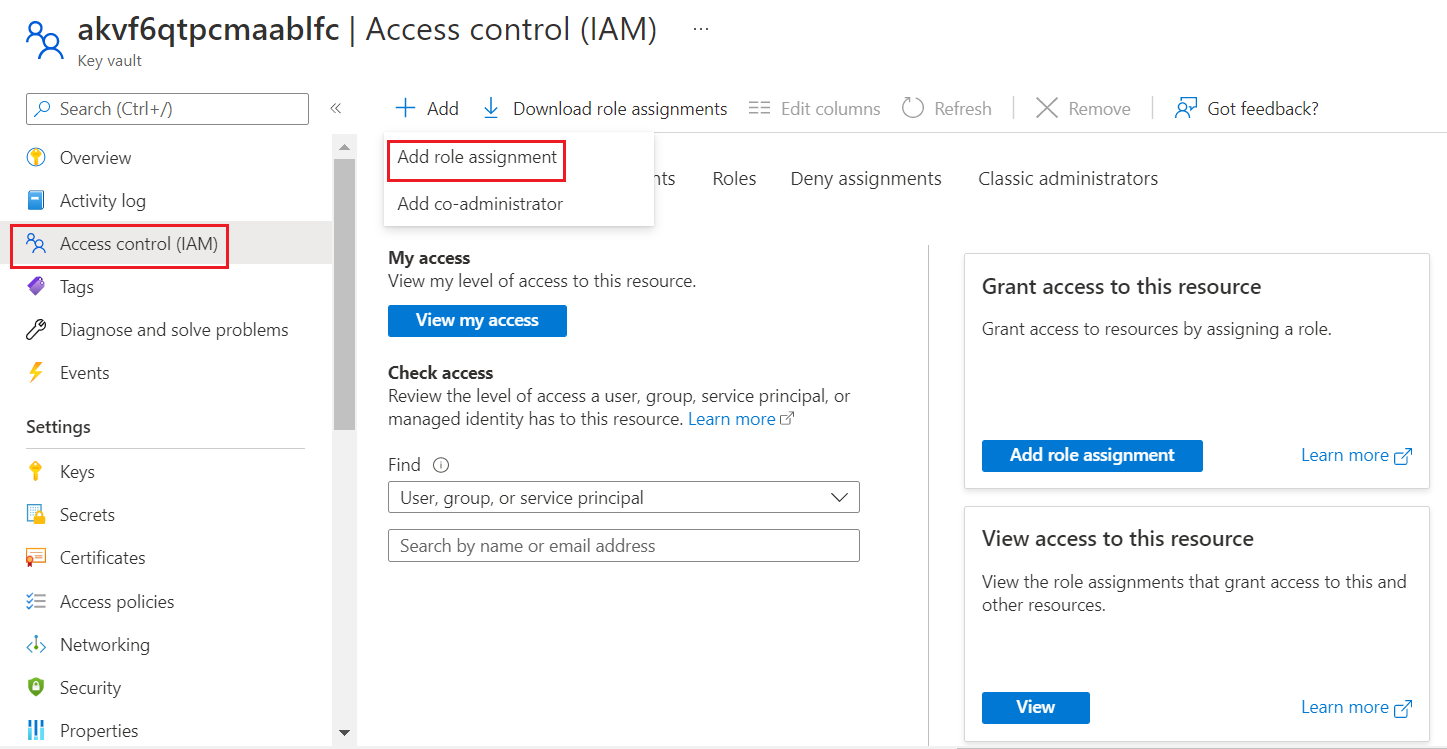 akvf6qtpcmaablfc | Access control (IAM) ...
Key vault
Search (Ctrl+/)
«
Overview
Activity log
Access control (IAM)
Tags
Diagnose and solve problems
Events
Settings
Keys
Secrets
Certificates
Access policies
Networking
Security
Properties
Add Download role assignments Edit columns Refresh | Remove | Got feedback?
Add role assignment
Add co-administrator
nts Roles Deny assignments Classic administrators
My access
View my level of access to this resource.
View my access
Check access
Review the level of access a user, group, service principal, or
managed identity has to this resource. Learn more
Find
User, group, or service principal
Search by name or email address
Grant access to this resource
Grant access to resources by assigning a role.
Add role assignment Learn more
View access to this resource
View the role assignments that grant access to this and
other resources.
View Learn more